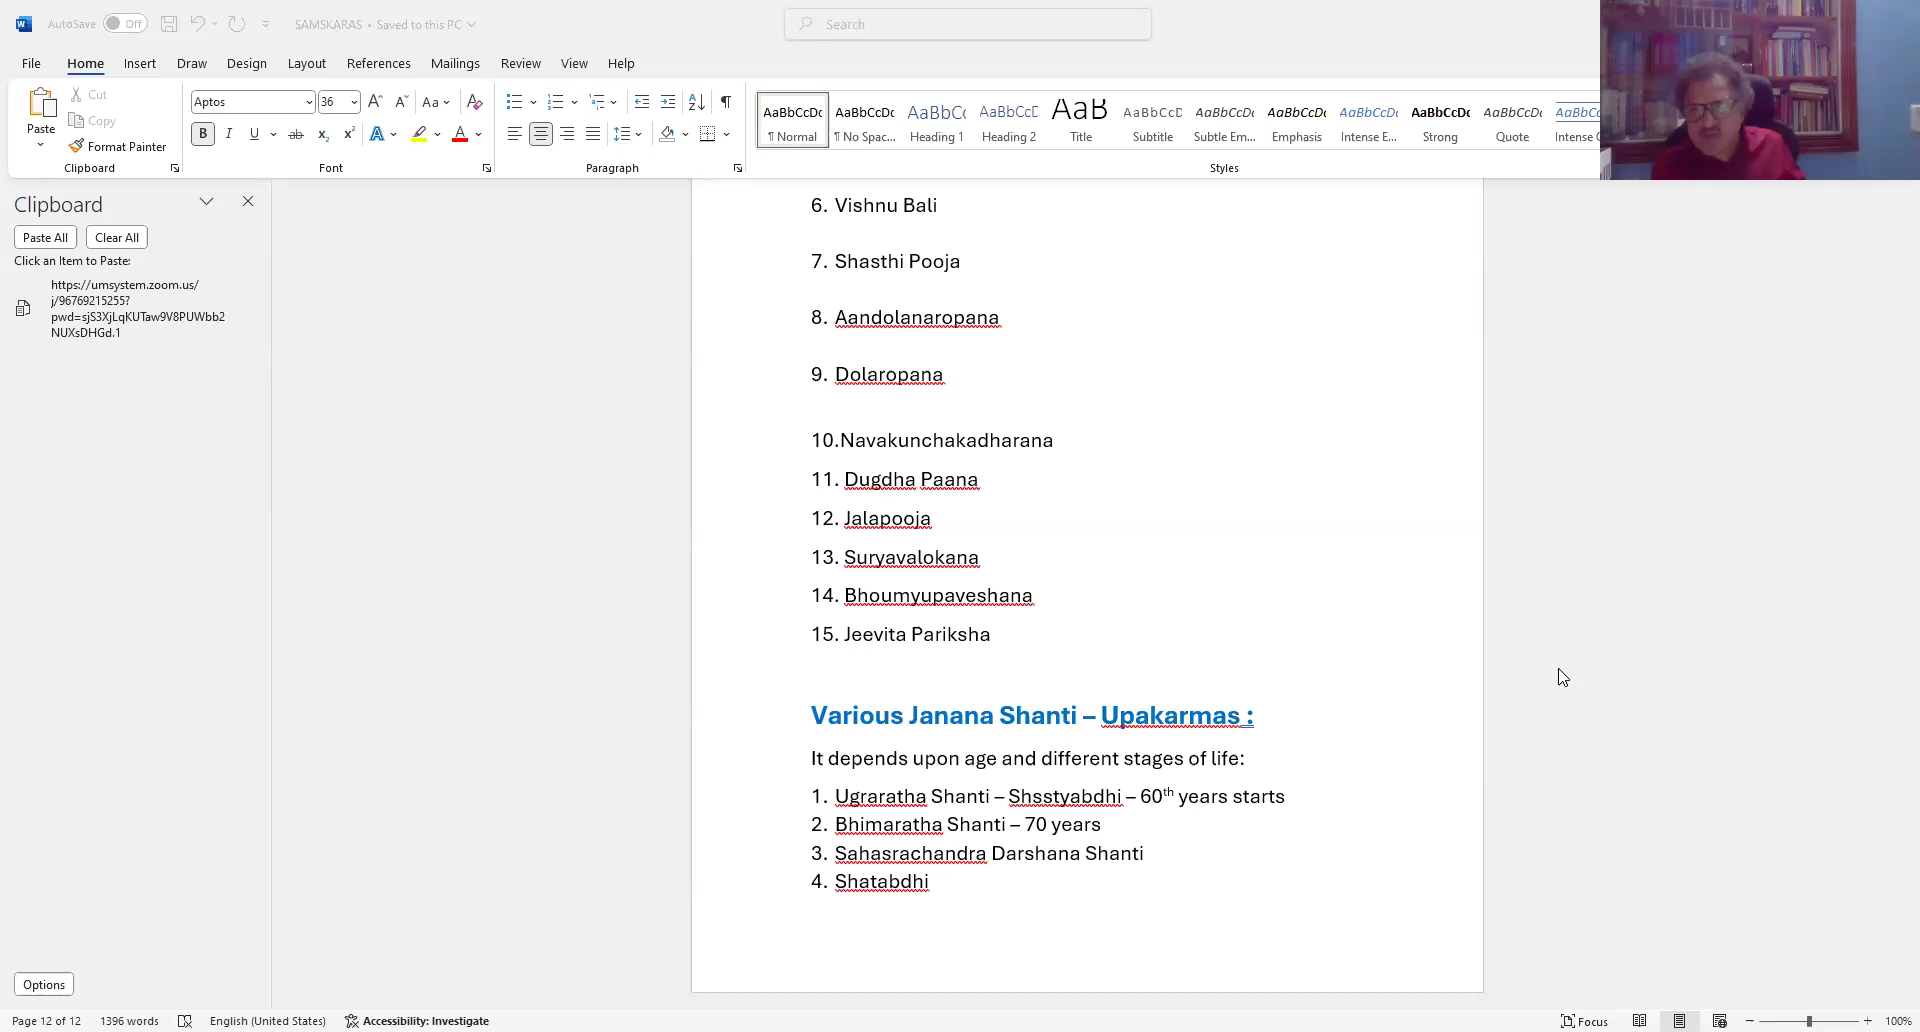 AutoSave Off SAMSKARAS • Saved to this PC Search
File Home Insert Draw Design Layout References Mailings Review View Help
Paste Cut Copy Format Painter
Aptos 36
AaBbCcDc AaBbCcDc AaBbCc AaBbCcD AaB AaBbCcD AaBbCcDc AaBbCcDc AaBbCcDc AaBbCcDc AaBbCcDc AaBbCcDc
¶ Normal ¶ No Spac... Heading 1 Heading 2 Title Subtitle Subtle Em... Emphasis Intense E... Strong Quote Intense
Clipboard Font Paragraph Styles
Clipboard
Paste All Clear All
Click an Item to Paste:
https://umsystem.zoom.us/
j/96769215255?
pwd=sjS3XjLqKUTaw9V8PUWbb2
NUXsDHGd.1
Options
6. Vishnu Bali
7. Shasthi Pooja
8. Aandolanaropana
9. Dolaropana
10.Navakunchakadharana
11. Dugdha Paana
12. Jalapooja
13. Suryavalokana
14. Bhoumyupaveshana
15. Jeevita Pariksha
Various Janana Shanti – Upakarmas :
It depends upon age and different stages of life:
1. Ugraratha Shanti – Shsstyabdhi – 60th years starts
2. Bhimaratha Shanti – 70 years
3. Sahasrachandra Darshana Shanti
4. Shatabdhi
Page 12 of 12 1396 words English (United States) Accessibility: Investigate Focus 100%